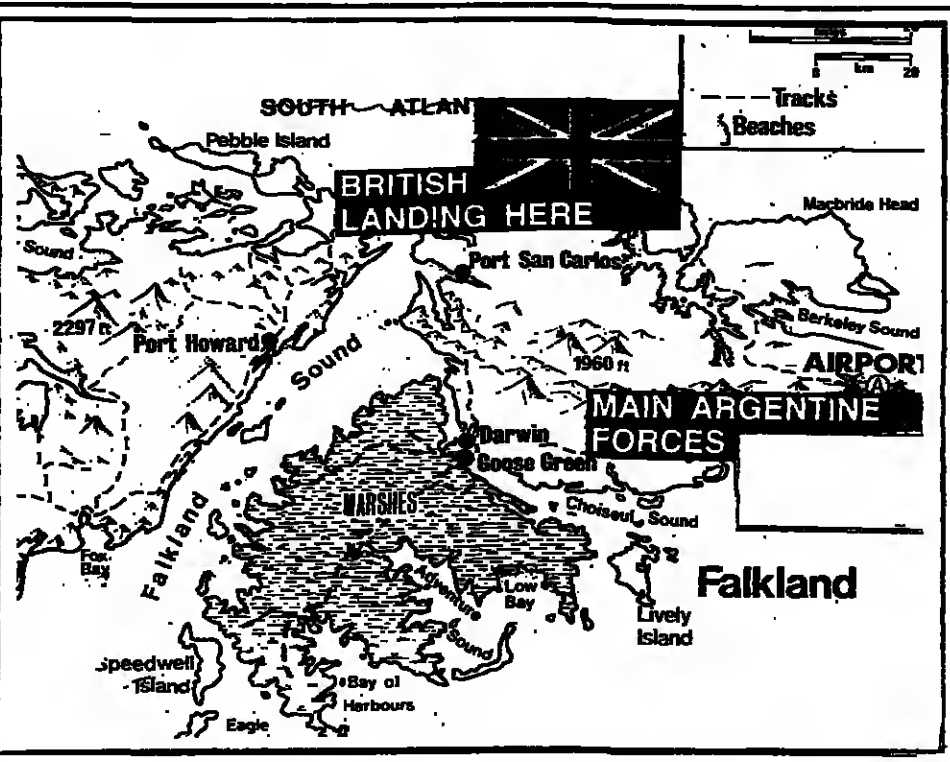 km
Tracks
Beaches
SOUTH ATLAN
Pebble Island
BRITISH
LANDING HERE
Macbride Head
Sound
Port San Carlos
2297 ft
Port Howard
Sound
Berkeley Sound
1960 ft
AIRPORT
A
MAIN ARGENTINE
FORCES
Darwin
Goose Green
MARSHES
Choiseul Sound
Falkland
Fox
Bay
Adventure
Sound
Low
Bay
Falkland
Lively
Island
Speedwell
Island
Bay of
Harbours
Eagle